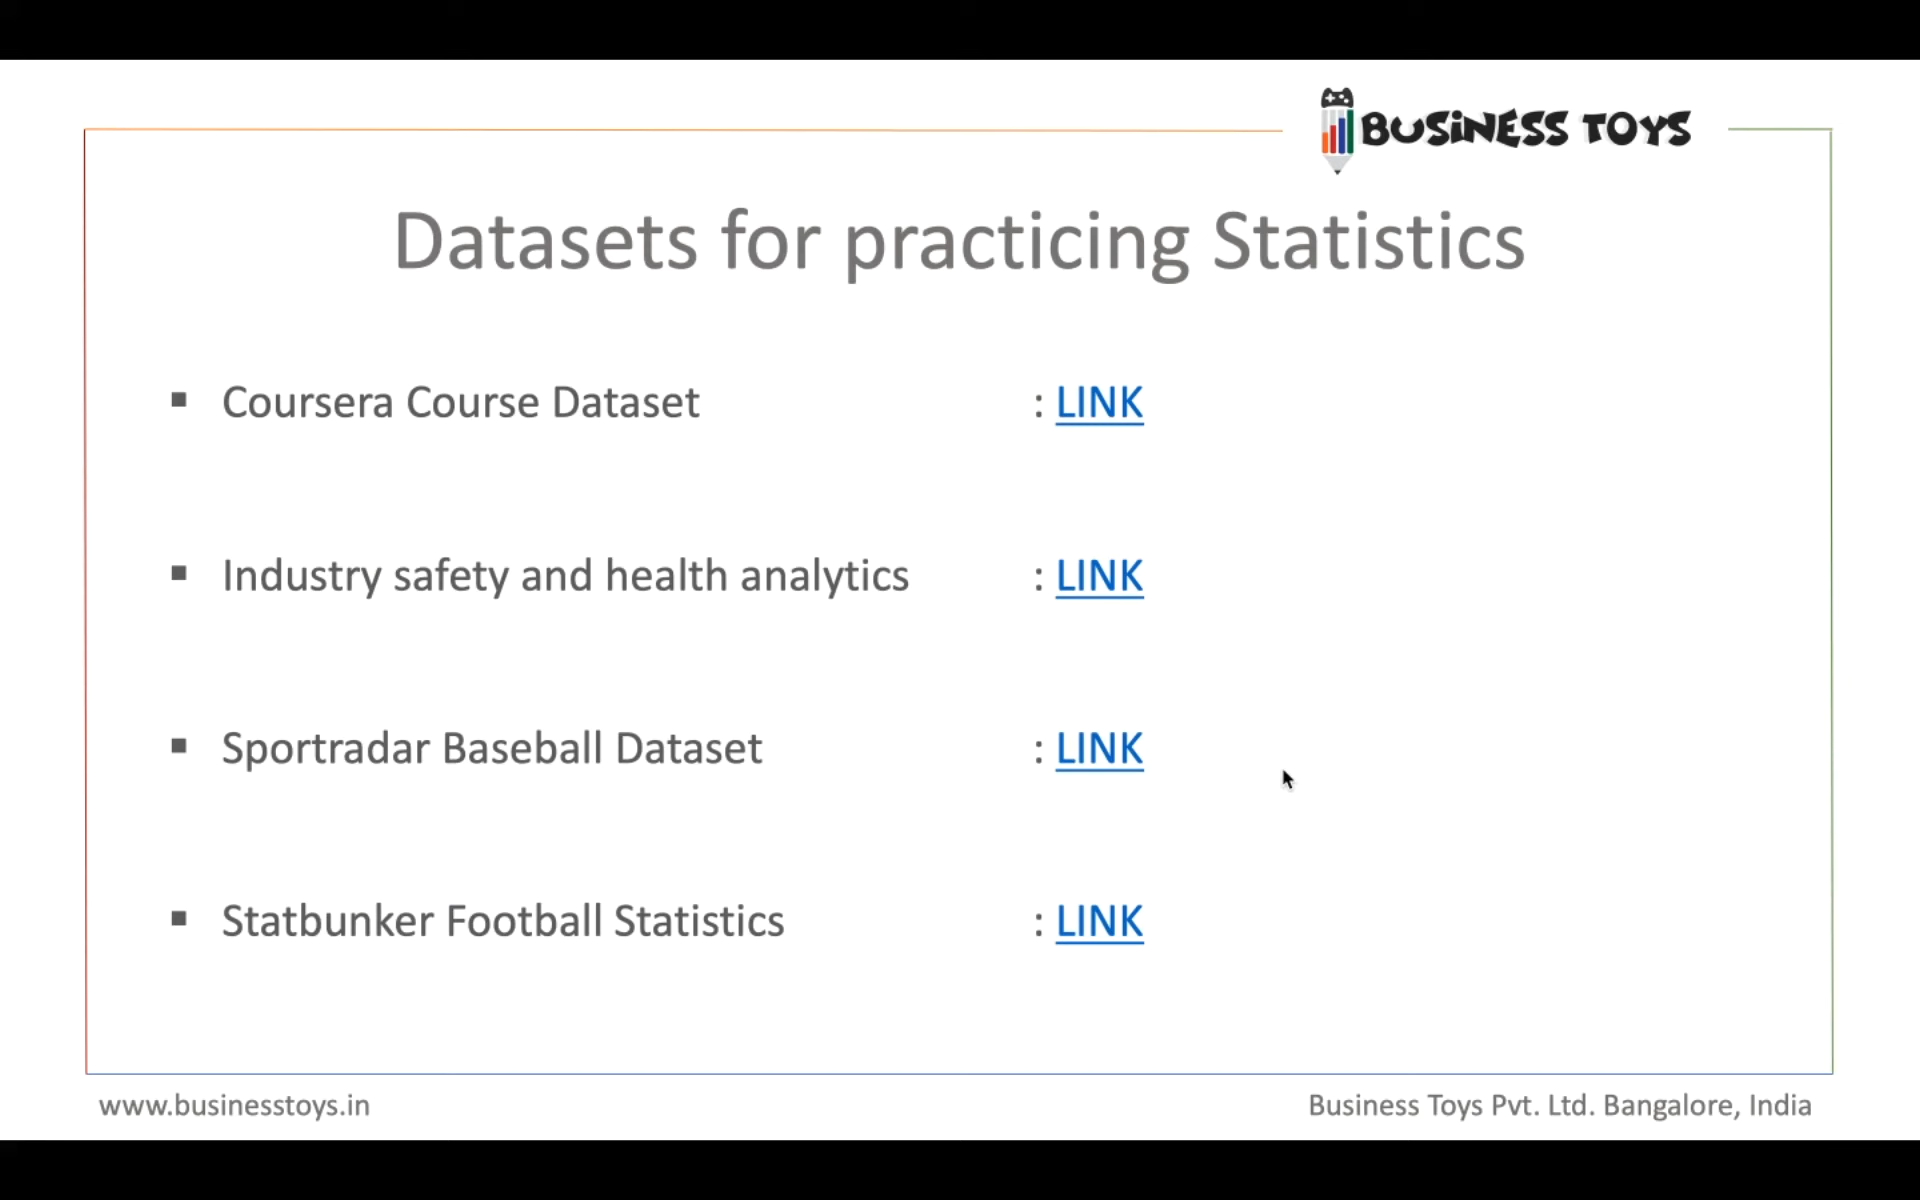 BUSINESS TOYS
Datasets for practicing Statistics
▪ Coursera Course Dataset : LINK
▪ Industry safety and health analytics : LINK
▪ Sportradar Baseball Dataset : LINK
▪ Statbunker Football Statistics : LINK
www.businesstoys.in Business Toys Pvt. Ltd. Bangalore, India